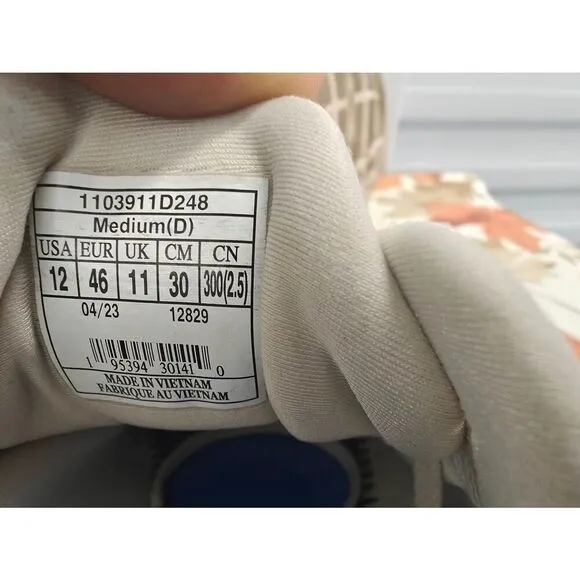 1103911D248
Medium(D)
USA EUR UK CM CN
12 46 11 30 300(2.5)
04/23 12829
1 95394 30141 0
MADE IN VIETNAM
FABRIQUE AU VIETNAM